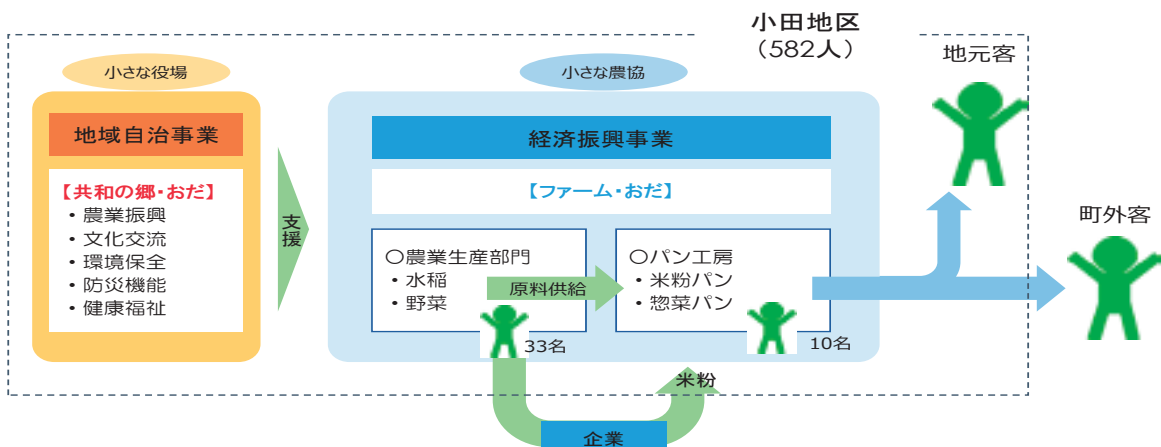 小田地区
（582人）
小さな役場
小さな農協
地元客
地域自治事業
経済振興事業
【共和の郷・おだ】
・農業振興
・文化交流
・環境保全
・防災機能
・健康福祉
支援
【ファーム・おだ】
町外客
○農業生産部門
・水稲
・野菜
原料供給
○パン工房
・米粉パン
・惣菜パン
33名
10名
米粉
企業